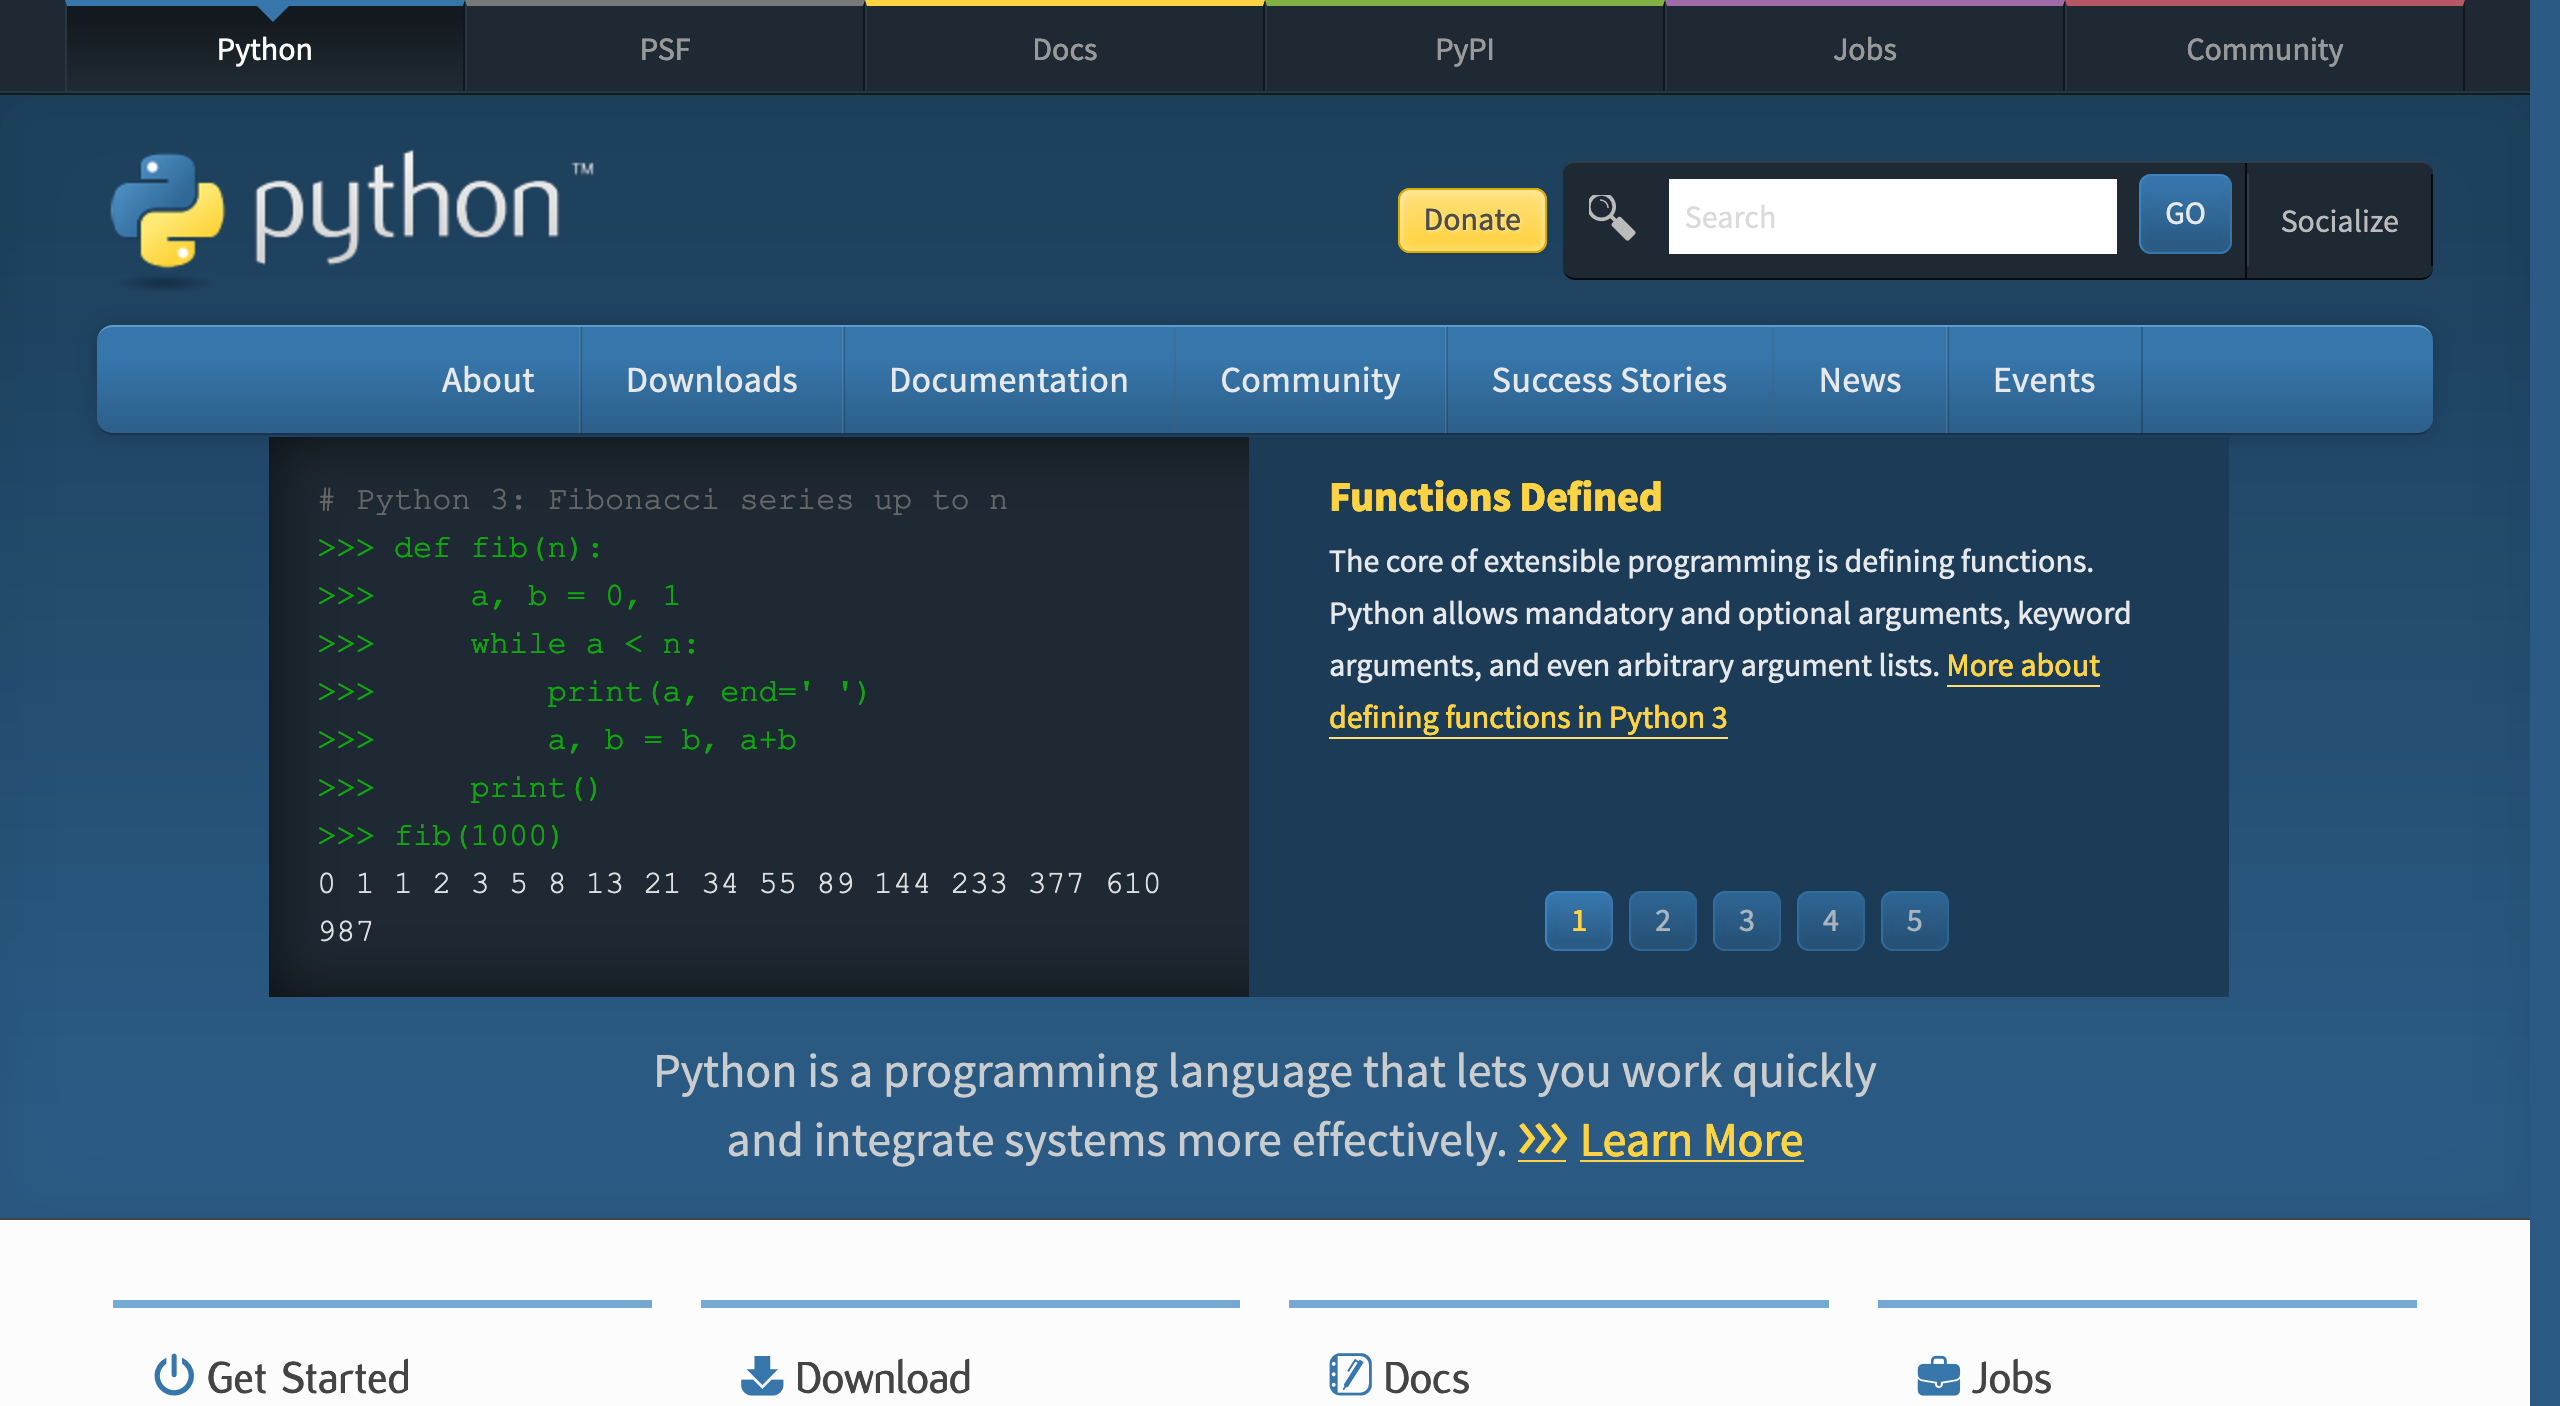 Python PSF Docs PyPI Jobs Community
python™
Donate Search GO Socialize
About Downloads Documentation Community Success Stories News Events
# Python 3: Fibonacci series up to n
>>> def fib(n):
>>>     a, b = 0, 1
>>>     while a < n:
>>>         print(a, end=' ')
>>>         a, b = b, a+b
>>>     print()
>>> fib(1000)
0 1 1 2 3 5 8 13 21 34 55 89 144 233 377 610
987
Functions Defined
The core of extensible programming is defining functions.
Python allows mandatory and optional arguments, keyword
arguments, and even arbitrary argument lists. More about
defining functions in Python 3
1 2 3 4 5
Python is a programming language that lets you work quickly
and integrate systems more effectively. >>> Learn More
Get Started Download Docs Jobs